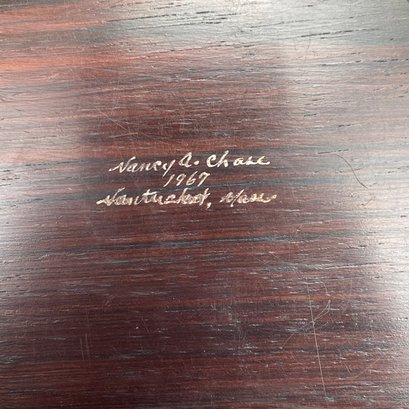 Nancy A. Chase
1967
Nantucket, Mass.